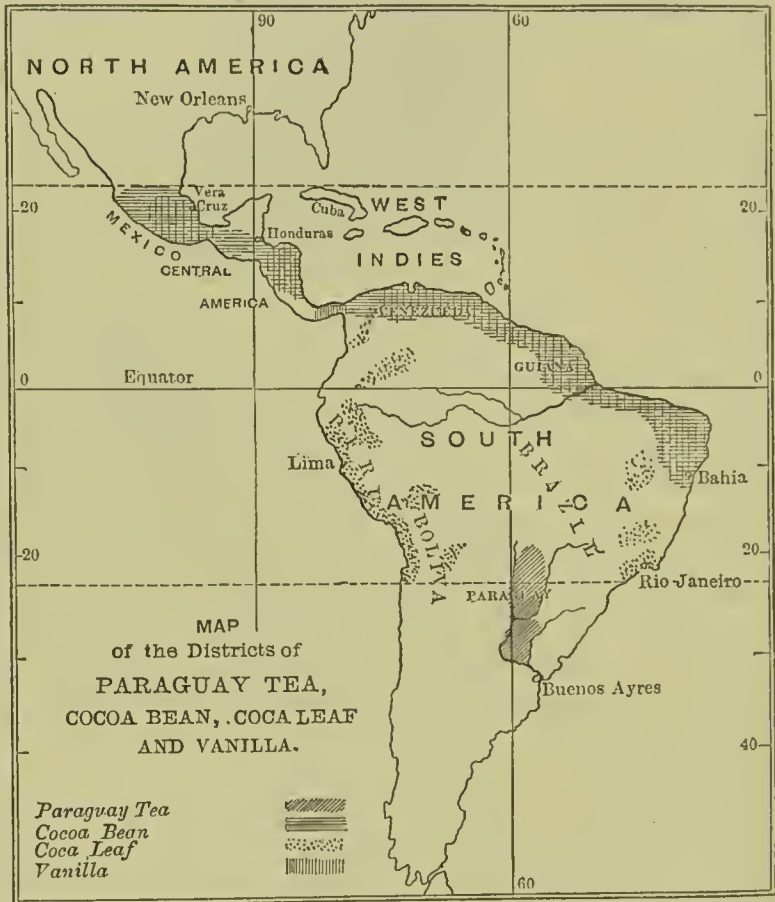 90
60
NORTH AMERICA
New Orleans
Vera
Cruz
20
20
MEXICO
Cuba
WEST
Honduras
INDIES
CENTRAL
AMERICA
VENEZUELA
GUIANA
0
Equator
0
SOUTH
PERU
BRAZIL
Lima
Bahia
AMERICA
BOLIVA
20
20
PARAGUAY
Rio Janeiro
MAP
of the Districts of
PARAGUAY TEA,
COCOA BEAN, COCA LEAF
AND VANILLA.
Buenos Ayres
40
Paraguay Tea
Cocoa Bean
Coca Leaf
Vanilla
60